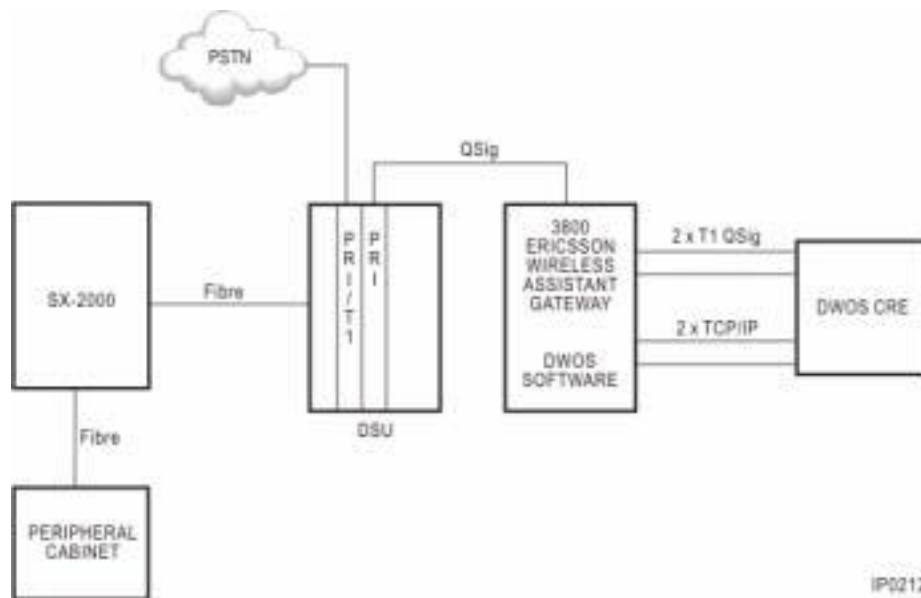 PSTN
QSig
SX-2000
Fibre
PRI/T1
PRI
DSU
3800
ERICSSON
WIRELESS
ASSISTANT
GATEWAY
DWOS
SOFTWARE
2 x T1 QSig
2 x TCP/IP
DWOS CRE
Fibre
PERIPHERAL
CABINET